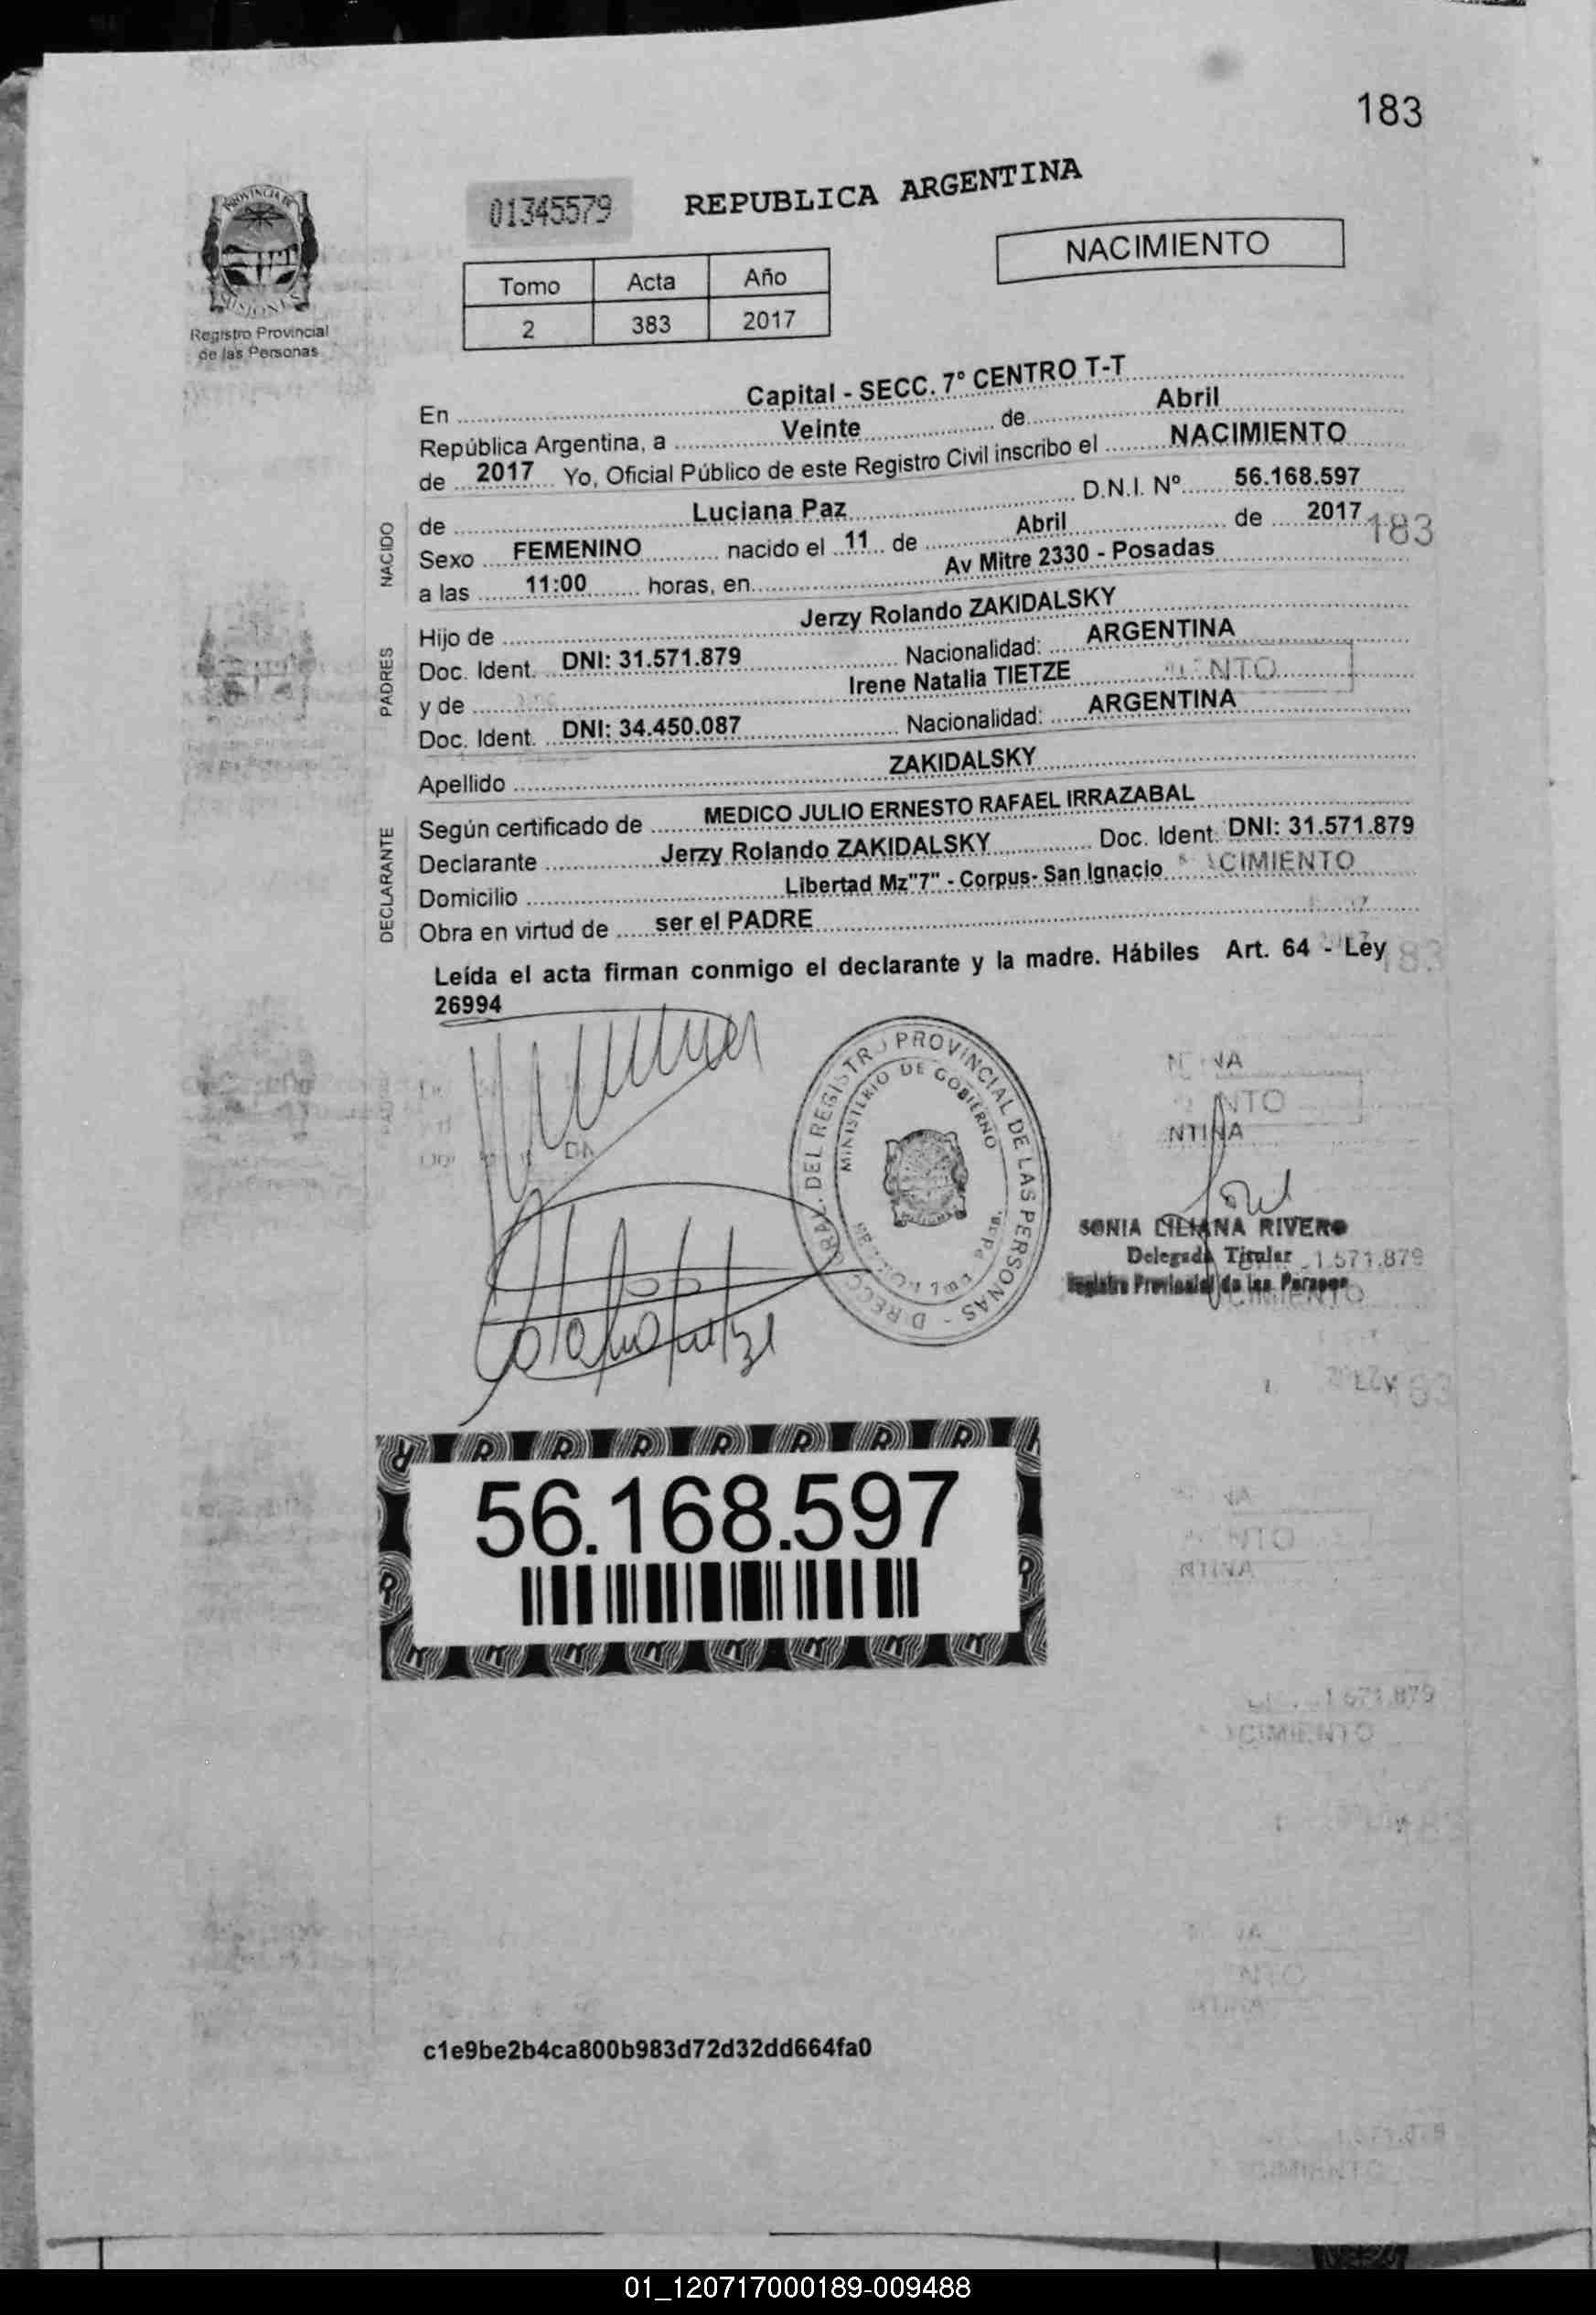 183
PROVINCIA DE
MISIONES
Registro Provincial
de las Personas
01345579
REPUBLICA ARGENTINA
NACIMIENTO
Tomo Acta Año
2 383 2017
En Capital - SECC. 7° CENTRO T-T
República Argentina, a Veinte de Abril
de 2017 Yo, Oficial Público de este Registro Civil inscribo el NACIMIENTO
NACIDO
de Luciana Paz D.N.I. Nº 56.168.597
Sexo FEMENINO nacido el 11 de Abril de 2017
183
a las 11:00 horas, en Av Mitre 2330 - Posadas
PADRES
Hijo de Jerzy Rolando ZAKIDALSKY
Doc. Ident. DNI: 31.571.879 Nacionalidad: ARGENTINA
y de Irene Natalia TIETZE
Doc. Ident. DNI: 34.450.087 Nacionalidad: ARGENTINA
Apellido ZAKIDALSKY
DECLARANTE
Según certificado de MEDICO JULIO ERNESTO RAFAEL IRRAZABAL
Declarante Jerzy Rolando ZAKIDALSKY Doc. Ident. DNI: 31.571.879
Domicilio Libertad Mz"7" - Corpus- San Ignacio
Obra en virtud de ser el PADRE
Leída el acta firman conmigo el declarante y la madre. Hábiles Art. 64 - Ley
26994
DEL REGISTRO PROVINCIAL DE LAS PERSONAS -
MINISTERIO DE GOBIERNO
SONIA LILIANA RIVERO
Delegada Titular
Registro Provincial de las Personas
56.168.597
c1e9be2b4ca800b983d72d32dd664fa0
01_120717000189-009488